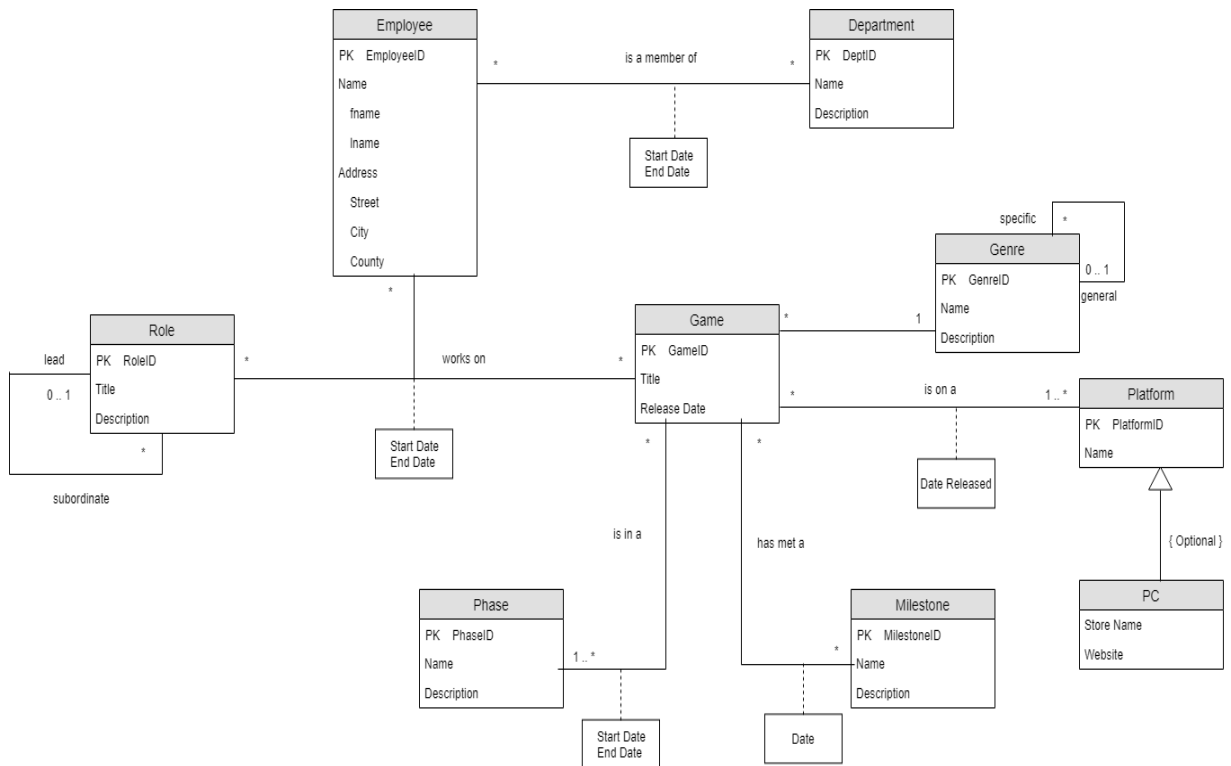 Employee
PK EmployeeID
Name
fname
lname
Address
Street
City
County
*
is a member of
*
Department
PK DeptID
Name
Description
Start Date
End Date
specific
*
Genre
PK GenreID
Name
Description
0 .. 1
general
*
1
Role
PK RoleID
Title
Description
lead
0 .. 1
*
subordinate
*
*
works on
*
Start Date
End Date
Game
PK GameID
Title
Release Date
*
is on a
1 .. *
Date Released
Platform
PK PlatformID
Name
{ Optional }
PC
Store Name
Website
*
is in a
1 .. *
Phase
PK PhaseID
Name
Description
Start Date
End Date
*
has met a
*
Milestone
PK MilestoneID
Name
Description
Date